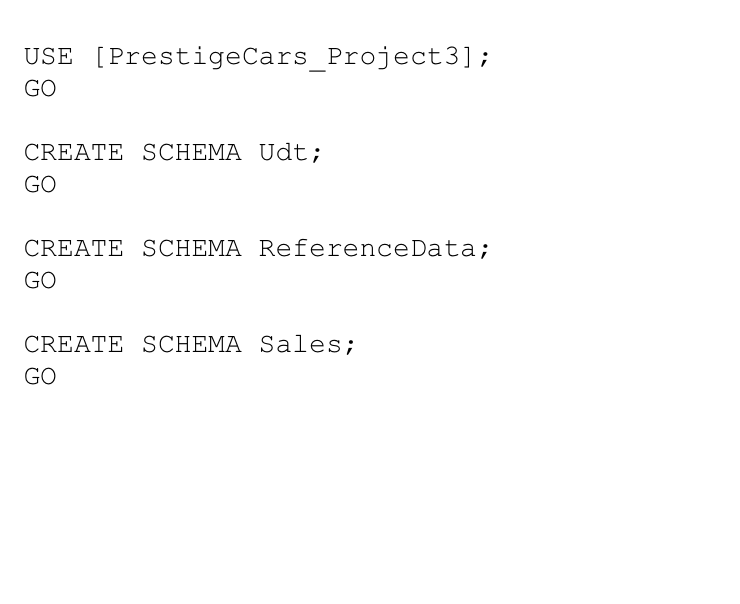 USE [PrestigeCars_Project3];
GO
CREATE SCHEMA Udt;
GO
CREATE SCHEMA ReferenceData;
GO
CREATE SCHEMA Sales;
GO